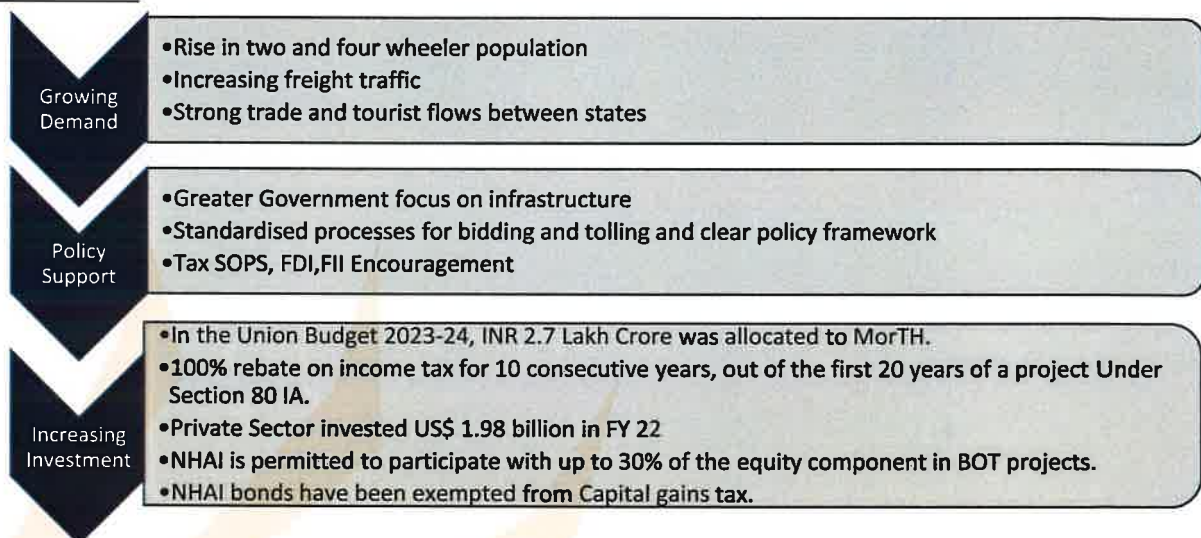 Growing
Demand
•Rise in two and four wheeler population
•Increasing freight traffic
•Strong trade and tourist flows between states
Policy
Support
•Greater Government focus on infrastructure
•Standardised processes for bidding and tolling and clear policy framework
•Tax SOPS, FDI,FII Encouragement
Increasing
Investment
•In the Union Budget 2023-24, INR 2.7 Lakh Crore was allocated to MorTH.
•100% rebate on income tax for 10 consecutive years, out of the first 20 years of a project Under
Section 80 IA.
•Private Sector invested US$ 1.98 billion in FY 22
•NHAI is permitted to participate with up to 30% of the equity component in BOT projects.
•NHAI bonds have been exempted from Capital gains tax.